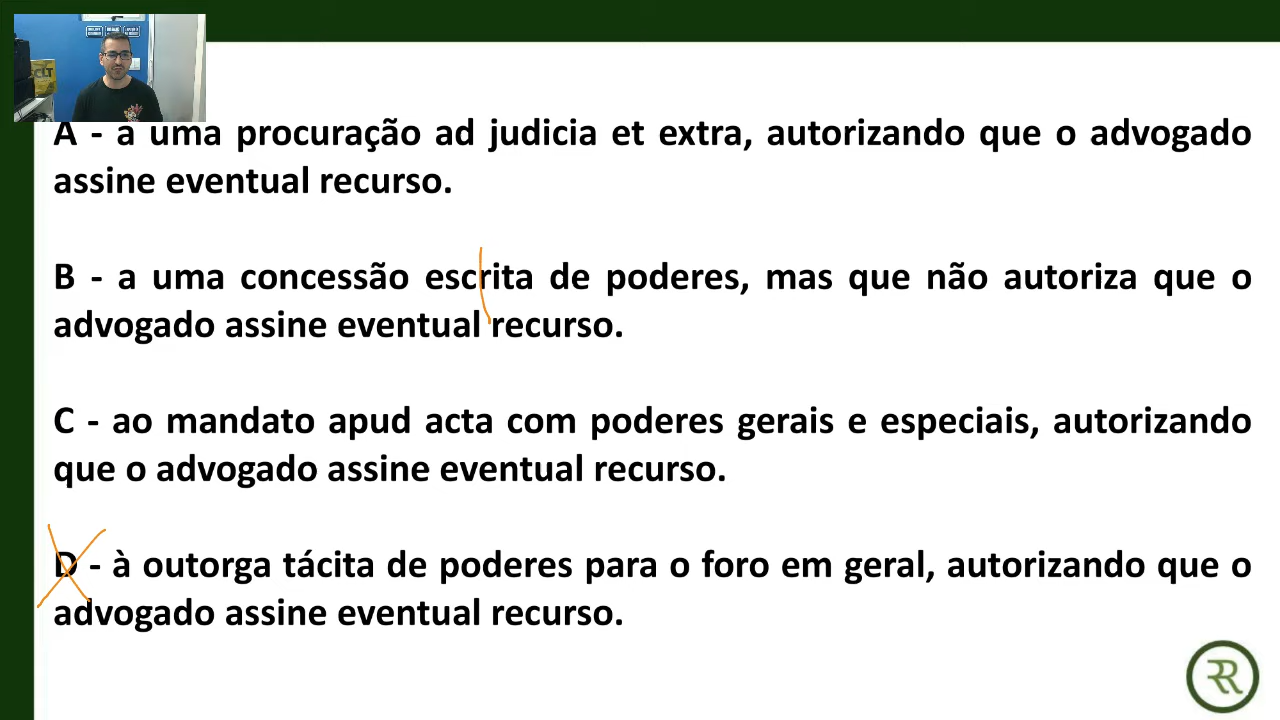 A - a uma procuração ad judicia et extra, autorizando que o advogado
assine eventual recurso.
B - a uma concessão escrita de poderes, mas que não autoriza que o
advogado assine eventual recurso.
C - ao mandato apud acta com poderes gerais e especiais, autorizando
que o advogado assine eventual recurso.
D - à outorga tácita de poderes para o foro em geral, autorizando que o
advogado assine eventual recurso.